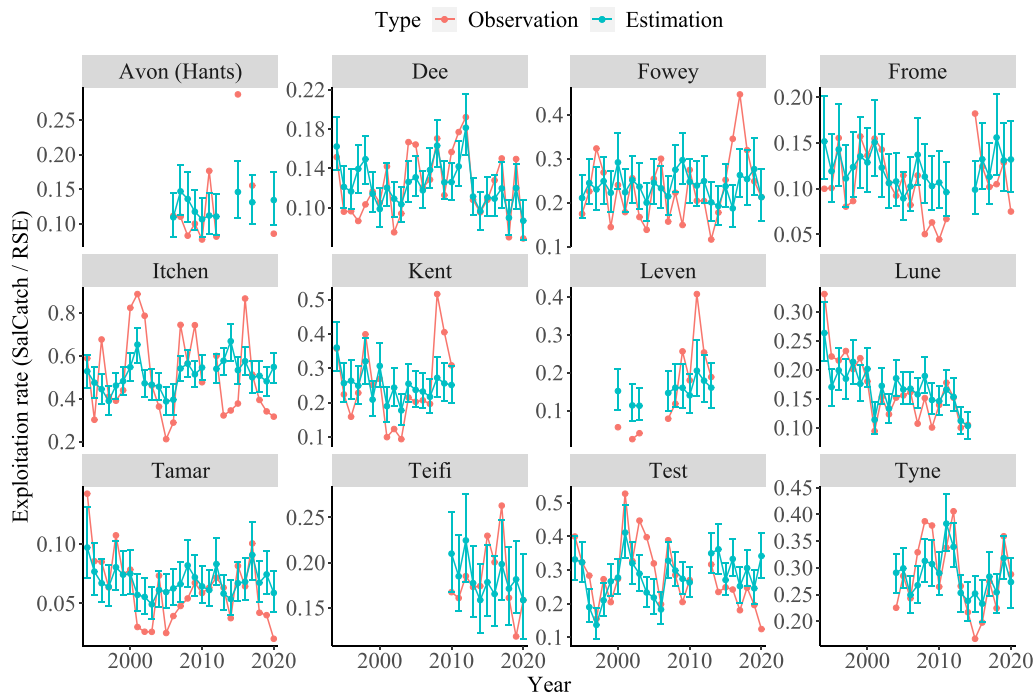 Type Observation Estimation
Avon (Hants) Dee Fowey Frome
0.25 0.20 0.15 0.10
0.22 0.18 0.14 0.10
0.4 0.3 0.2 0.1
0.20 0.15 0.10 0.05
Itchen Kent Leven Lune
0.8 0.6 0.4 0.2
0.5 0.4 0.3 0.2 0.1
0.4 0.3 0.2 0.1
0.30 0.25 0.20 0.15 0.10
Tamar Teifi Test Tyne
0.10 0.05
0.25 0.20 0.15
0.5 0.4 0.3 0.2 0.1
0.45 0.40 0.35 0.30 0.25 0.20
2000 2010 2020 2000 2010 2020 2000 2010 2020 2000 2010 2020
Year
Exploitation rate (SalCatch / RSE)